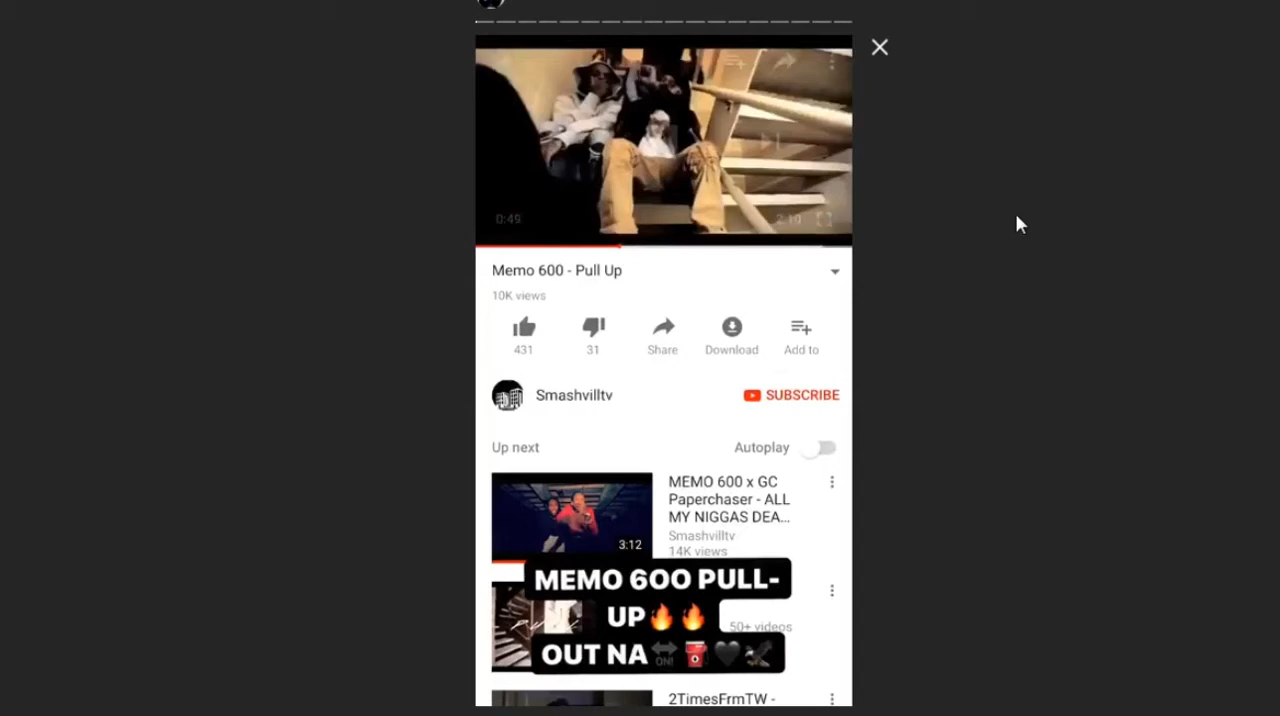 0:49
2:19
Memo 600 - Pull Up
10K views
431
31
Share
Download
Add to
Smashvilltv
SUBSCRIBE
Up next
Autoplay
MEMO 600 x GC
Paperchaser - ALL
MY NIGGAS DEA...
Smashvilltv
14K views
3:12
MEMO 600 PULL-
UP🔥🔥
50+ videos
OUT NA
ON!
2TimesFrmTW -